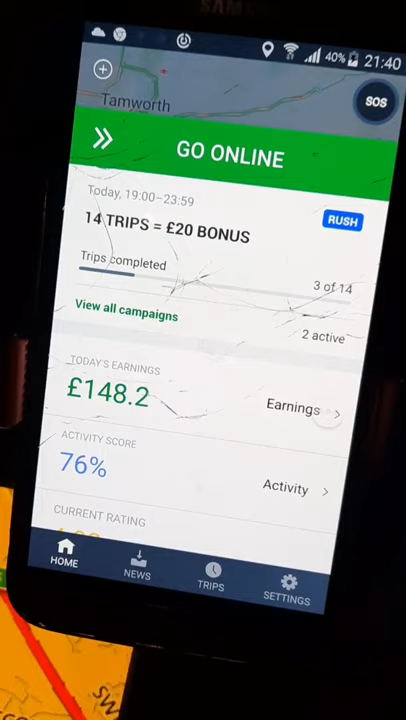 SAMSUNG
40% 21:40
Tamworth
SOS
GO ONLINE
Today, 19:00–23:59
14 TRIPS = £20 BONUS
RUSH
Trips completed
3 of 14
View all campaigns
2 active
TODAY'S EARNINGS
£148.2
Earnings
ACTIVITY SCORE
76%
Activity
CURRENT RATING
HOME
NEWS
TRIPS
SETTINGS
SW